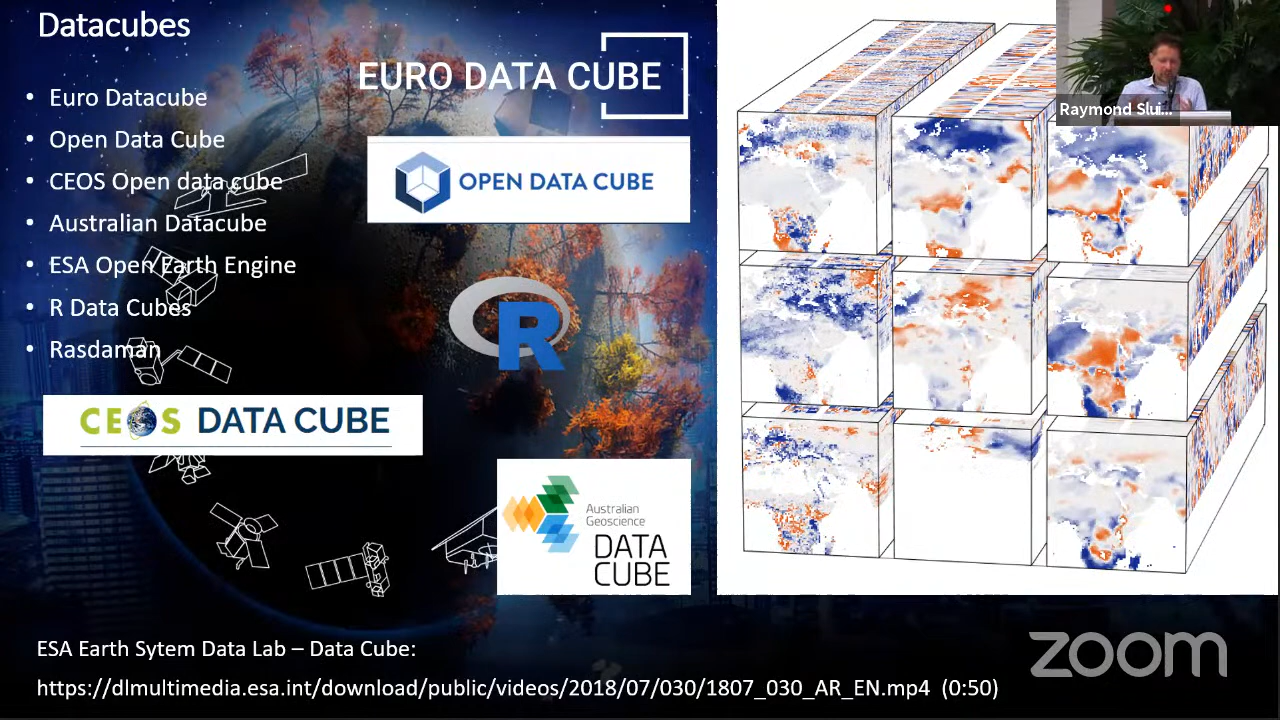 Datacubes
• Euro Datacube
• Open Data Cube
• CEOS Open data cube
• Australian Datacube
• ESA Open Earth Engine
• R Data Cubes
• Rasdaman
EURO DATA CUBE
OPEN DATA CUBE
R
CEOS DATA CUBE
Australian
Geoscience
DATA
CUBE
Raymond Slui...
ESA Earth Sytem Data Lab – Data Cube:
https://dlmultimedia.esa.int/download/public/videos/2018/07/030/1807_030_AR_EN.mp4 (0:50)
zoom